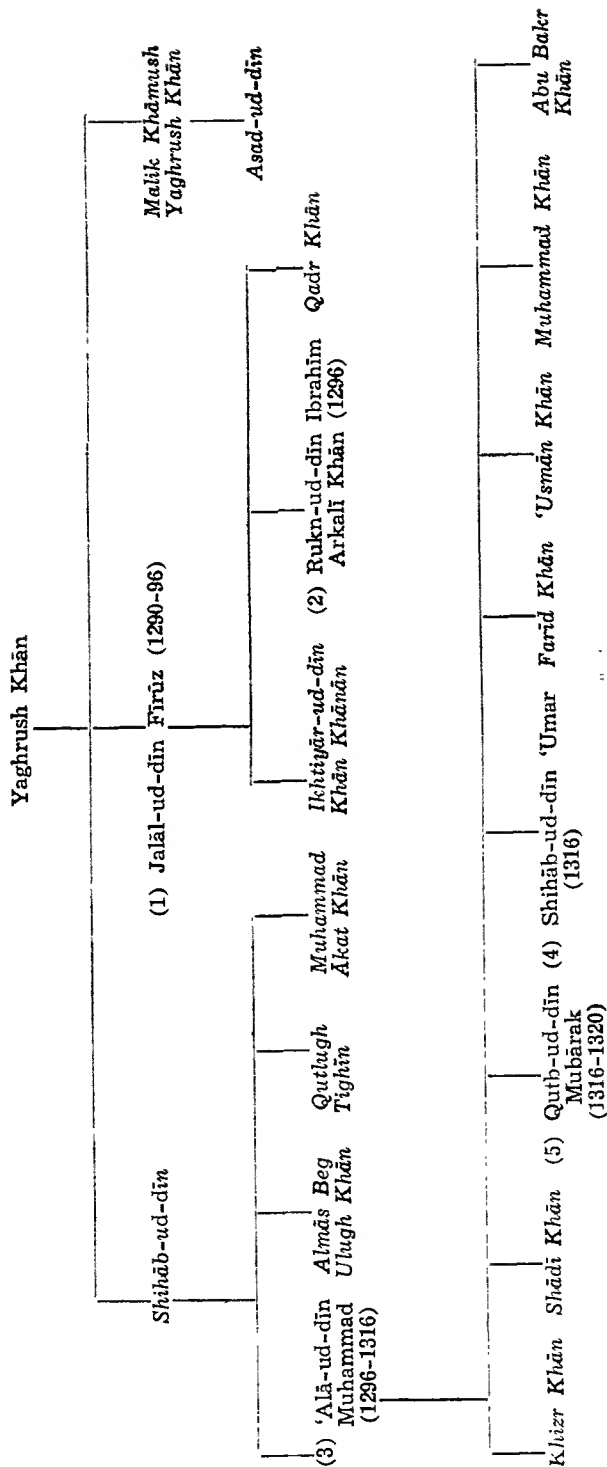 Yaghrush Khān
Shihāb-ud-dīn
(1) Jalāl-ud-dīn Fīrūz (1290-96)
Malik Khāmush
Yaghrush Khān
(3) ‘Alā-ud-dīn
Muhammad
(1296-1316)
Almās Beg
Ulugh Khān
Qutlugh
Tighīn
Muhammad
Akat Khān
Ikhtiyār-ud-dīn
Khān Khānān
(2) Rukn-ud-dīn Ibrahīm
Arkalī Khān (1296)
Qadr Khān
Asad-ud-dīn
Khizr Khān
Shādī Khān
(5) Qutb-ud-dīn
Mubārak
(1316-1320)
(4) Shihāb-ud-dīn ‘Umar
(1316)
Farīd Khān
‘Usmān Khān
Muhammad Khān
Abu Bakr
Khān